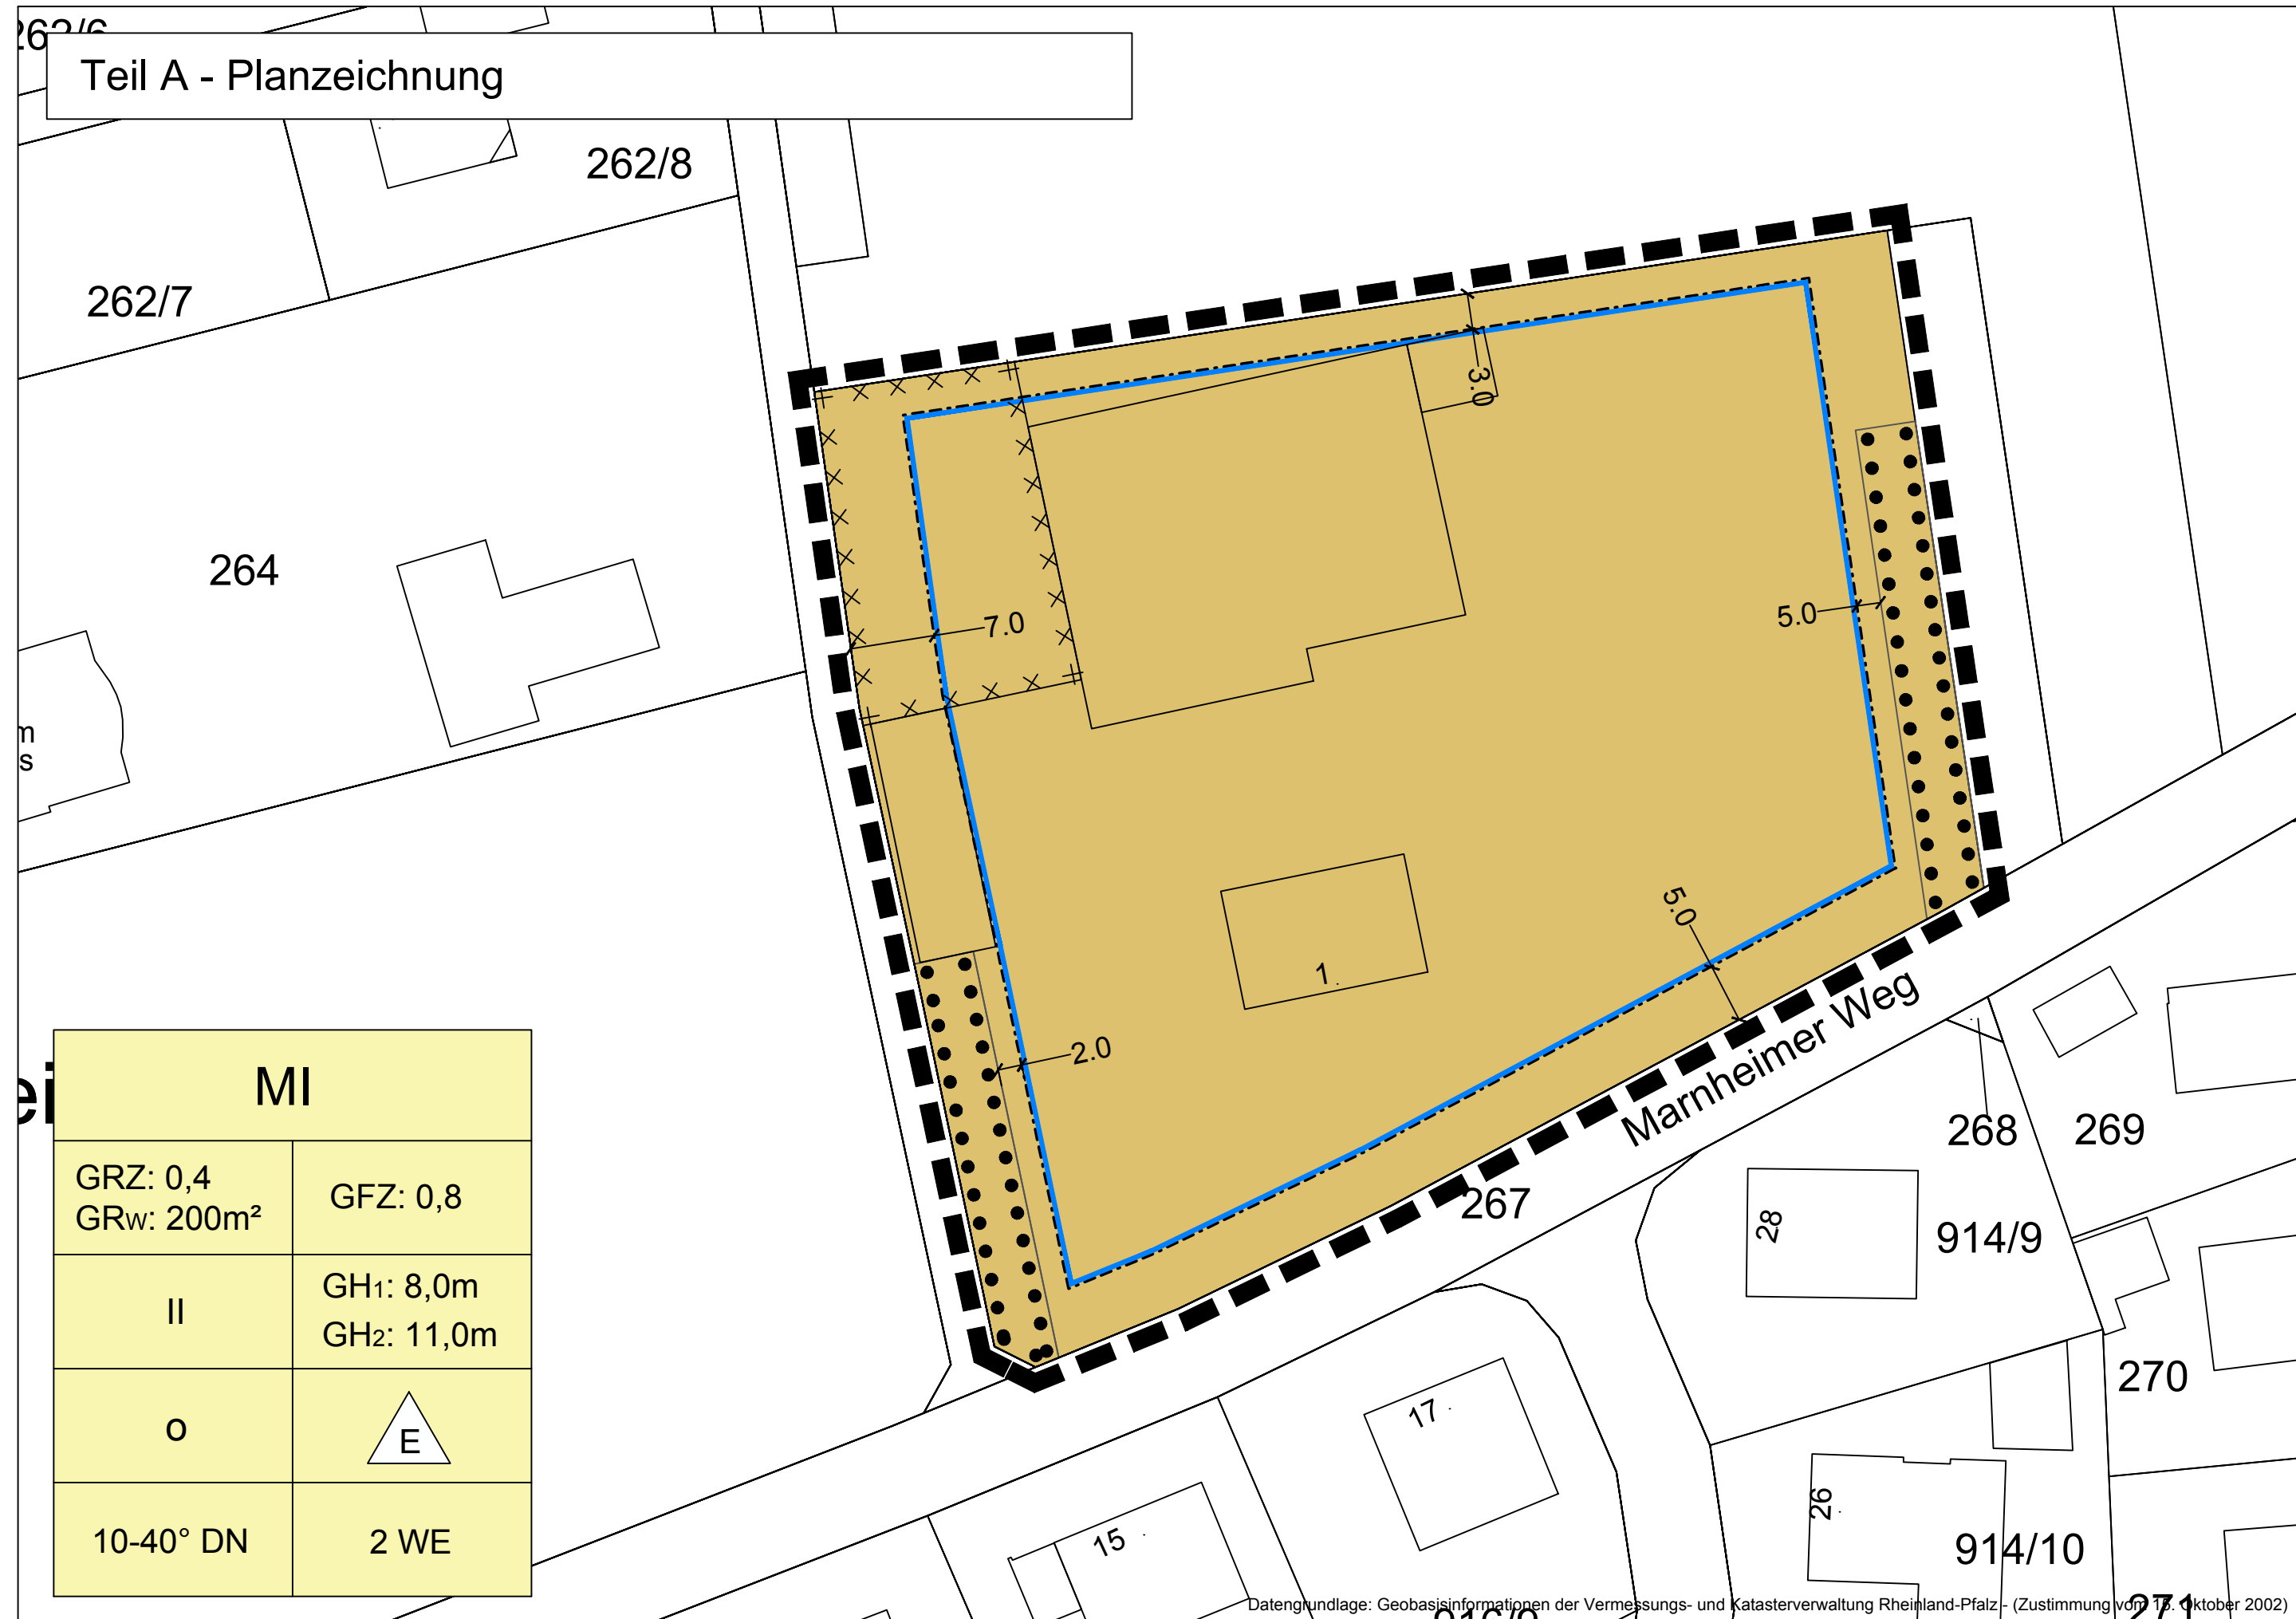 Teil A - Planzeichnung
262/8
262/7
264
3.0
7.0
5.0
5.0
1
2.0
Marnheimer Weg
MI
GRZ: 0,4
GRW: 200m²
GFZ: 0,8
II
GH1: 8,0m
GH2: 11,0m
o
E
10-40° DN
2 WE
267
268
269
28
914/9
270
17
15
26
914/10
Datengrundlage: Geobasisinformationen der Vermessungs- und Katasterverwaltung Rheinland-Pfalz - (Zustimmung vom 15. Oktober 2002)